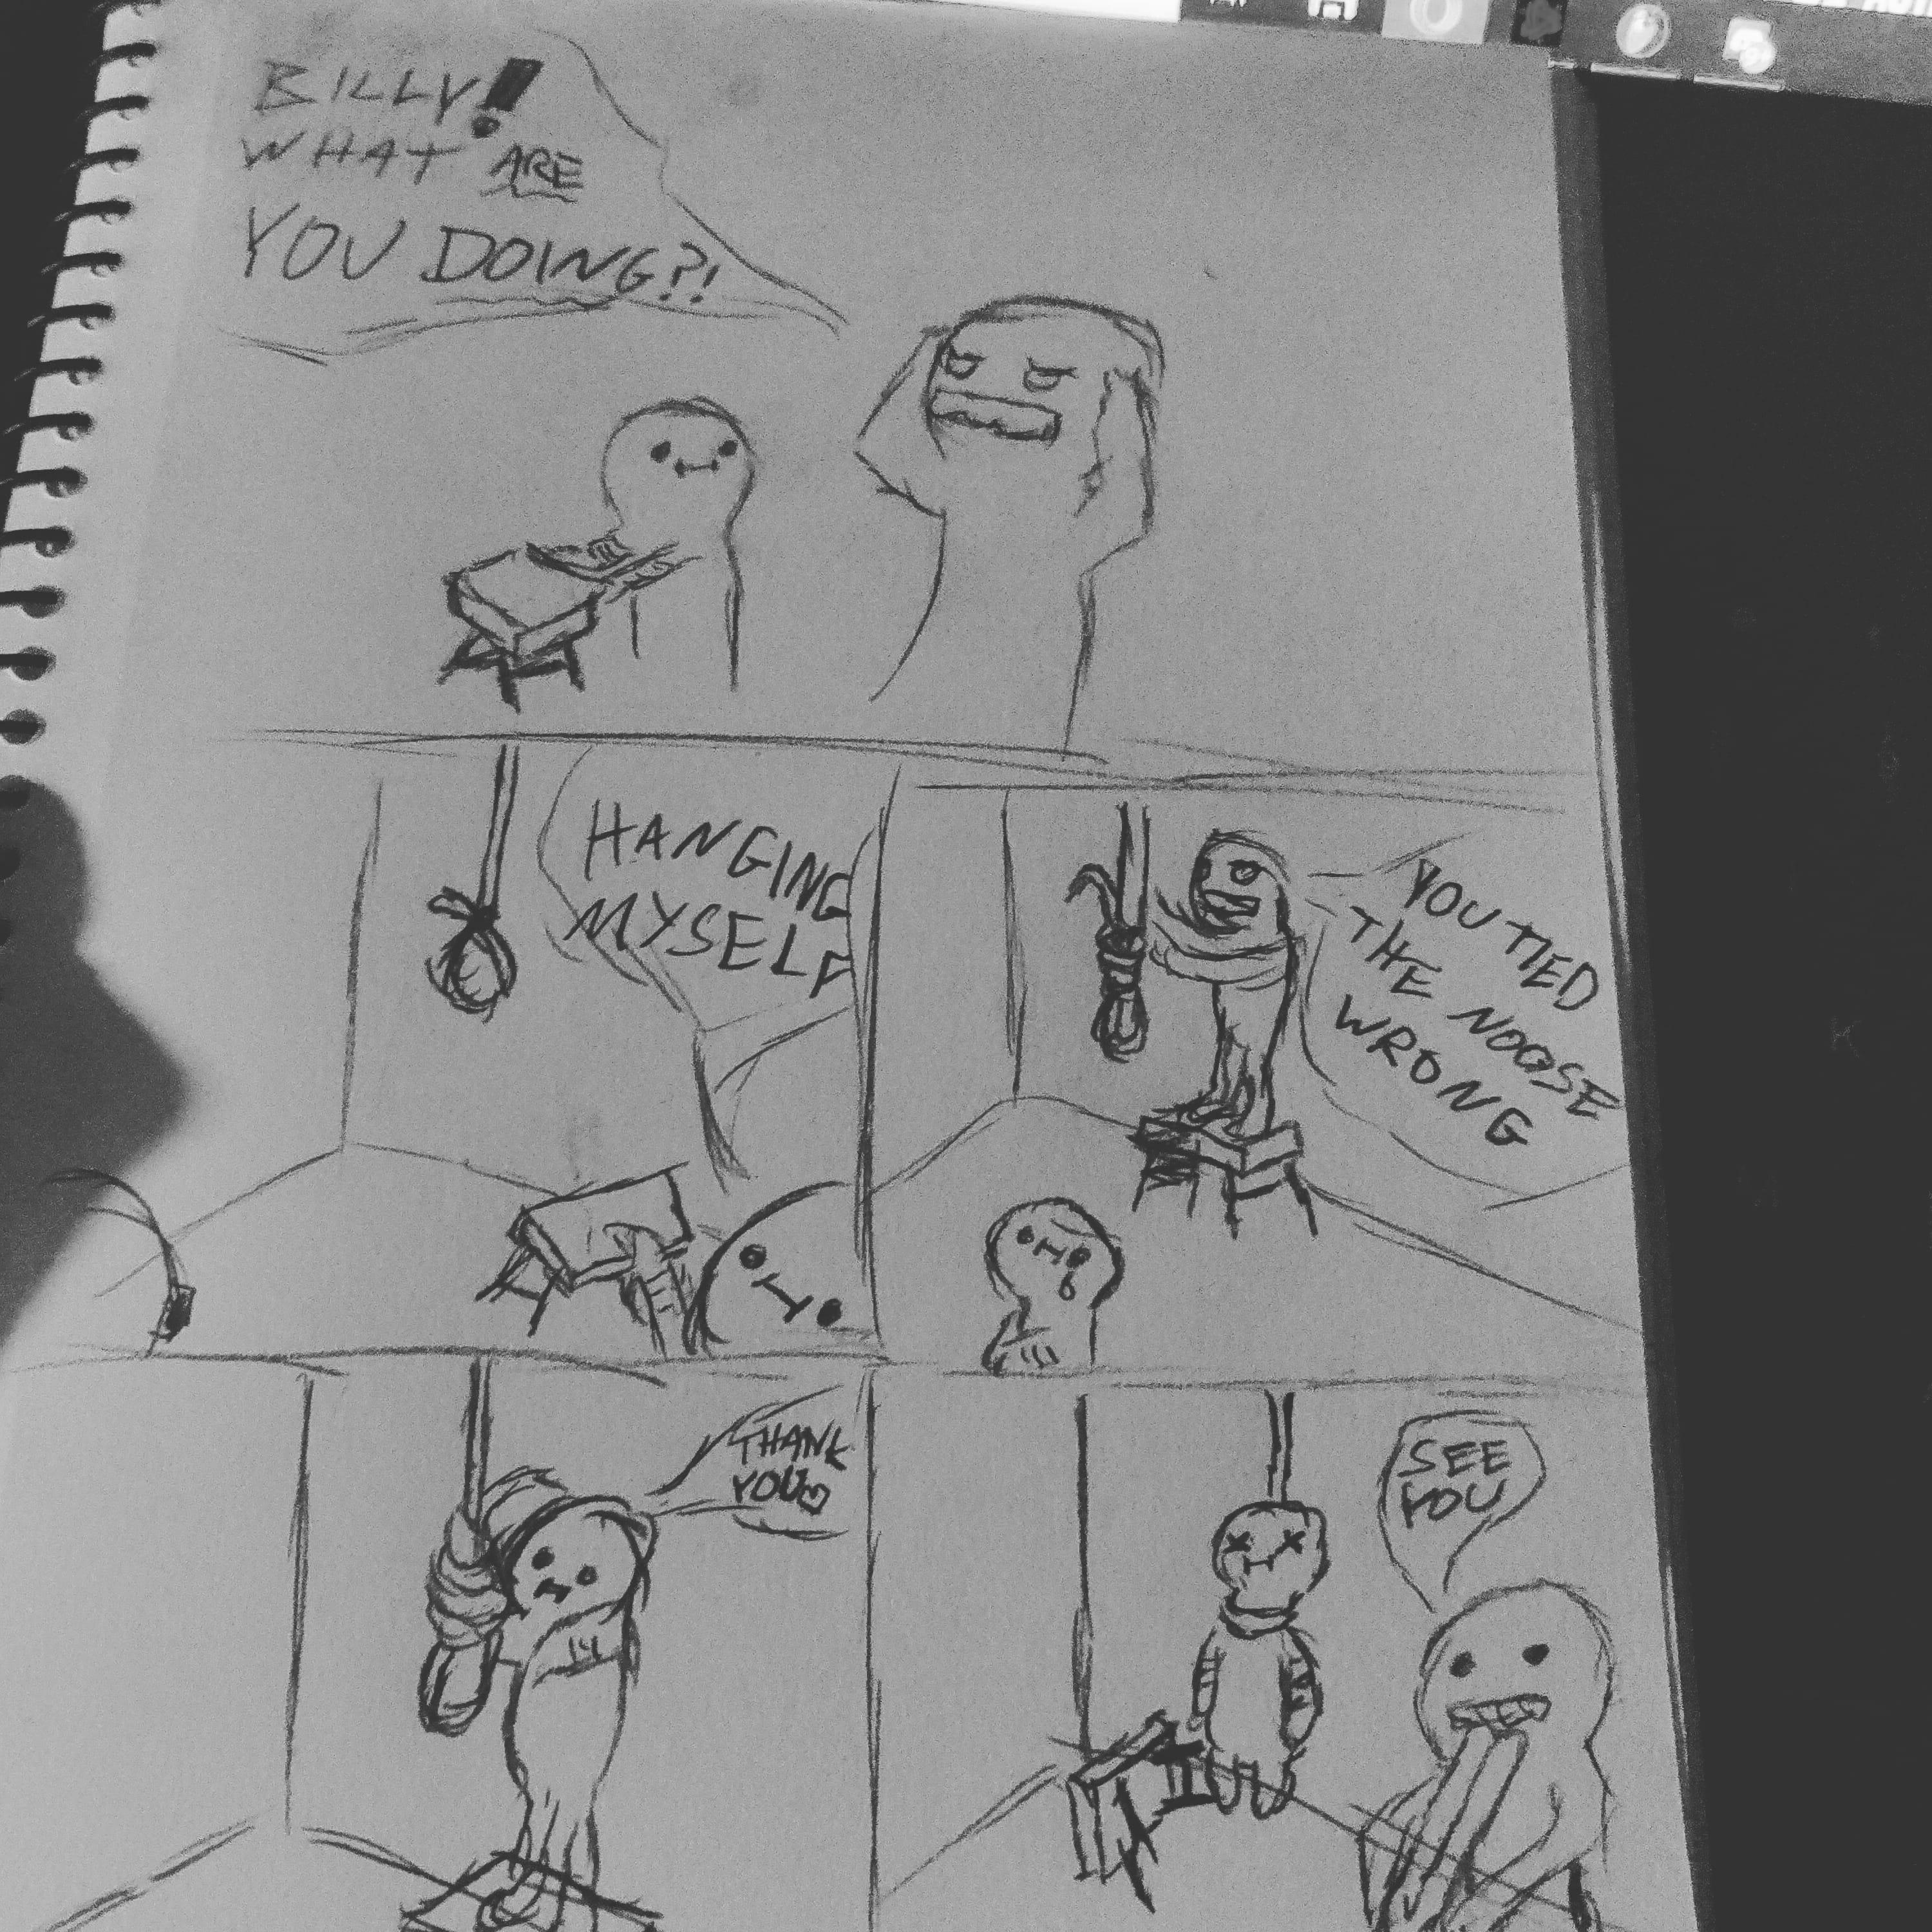 BILLY!
WHAT ARE
YOU DOING?!
HANGING
MYSELF
YOU TIED
THE NOOSE
WRONG
THANK
YOU♡
SEE
YOU